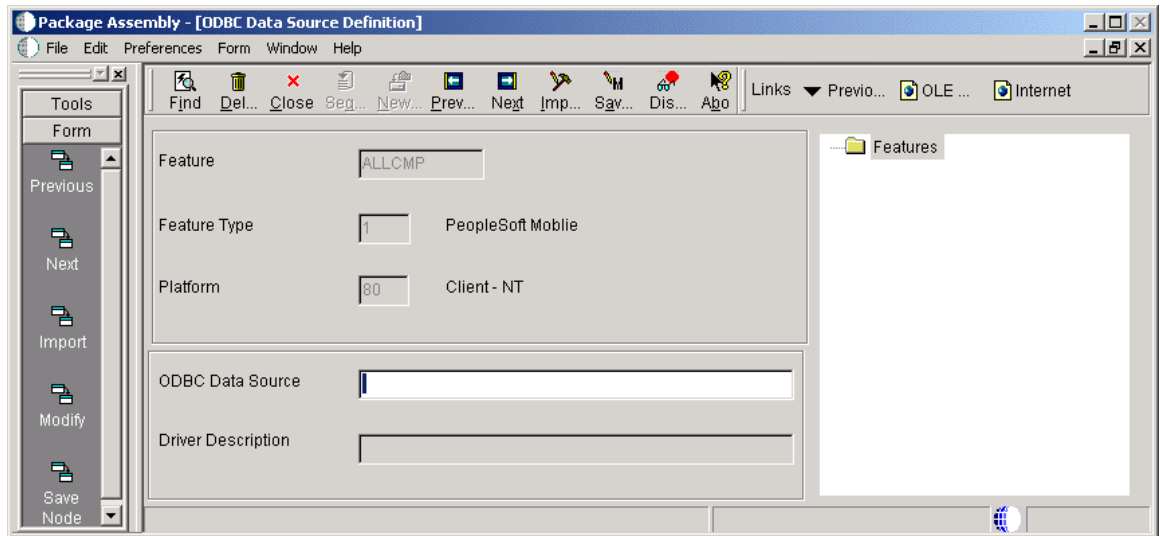 Package Assembly - [ODBC Data Source Definition]
File Edit Preferences Form Window Help
Tools
Form
Previous
Next
Import
Modify
Save
Node
Find Del... Close Seq... New... Prev... Next Imp... Sav... Dis... Abo Links Previo... OLE ... Internet
Feature ALLCMP
Feature Type 1 PeopleSoft Moblie
Platform 80 Client - NT
ODBC Data Source
Driver Description
Features